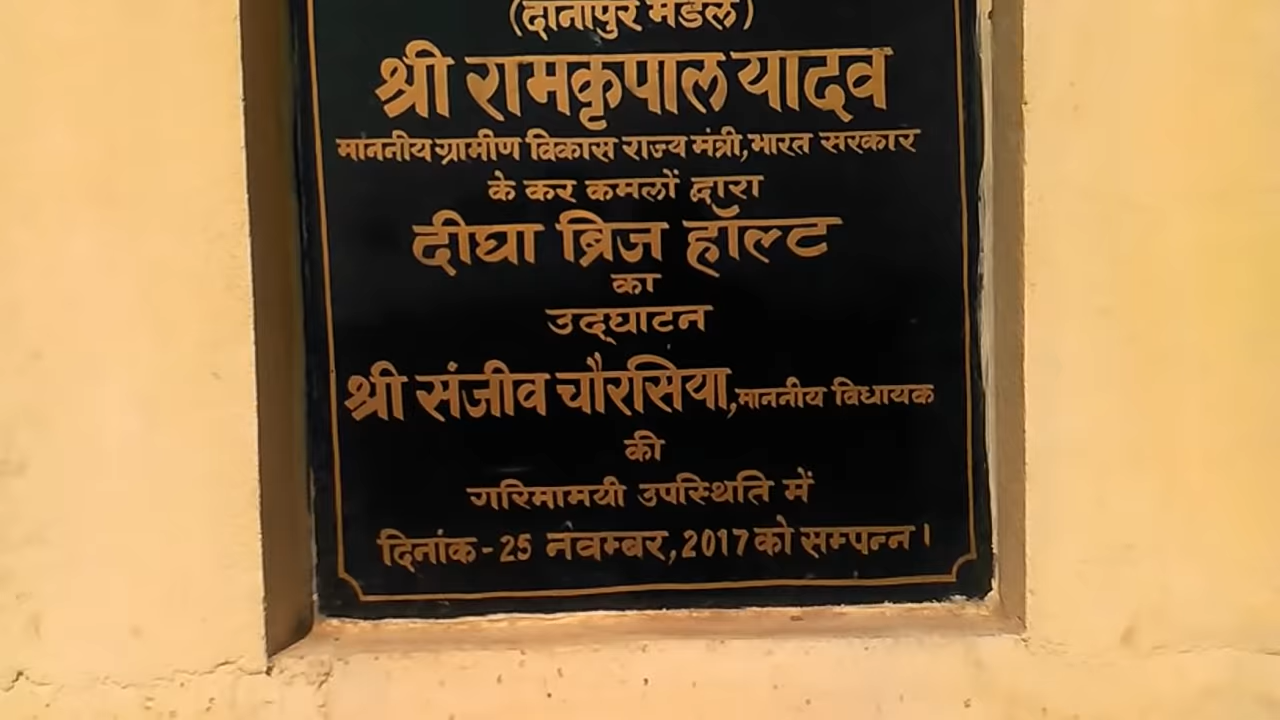 (दानापुर मंडल)
श्री रामकृपाल यादव
माननीय ग्रामीण विकास राज्य मंत्री, भारत सरकार
के कर कमलों द्वारा
दीघा ब्रिज हॉल्ट
का
उद्घाटन
श्री संजीव चौरसिया, माननीय विधायक
की
गरिमामयी उपस्थिति में
दिनांक - 25 नवम्बर, 2017 को सम्पन्न।